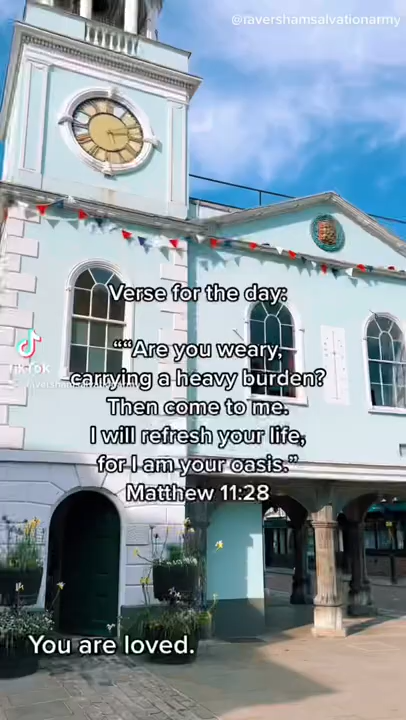 @favershamsalvationarmy
Verse for the day:
““Are you weary,
carrying a heavy burden?
Then come to me.
I will refresh your life,
for I am your oasis.”
Matthew 11:28
TikTok
You are loved.